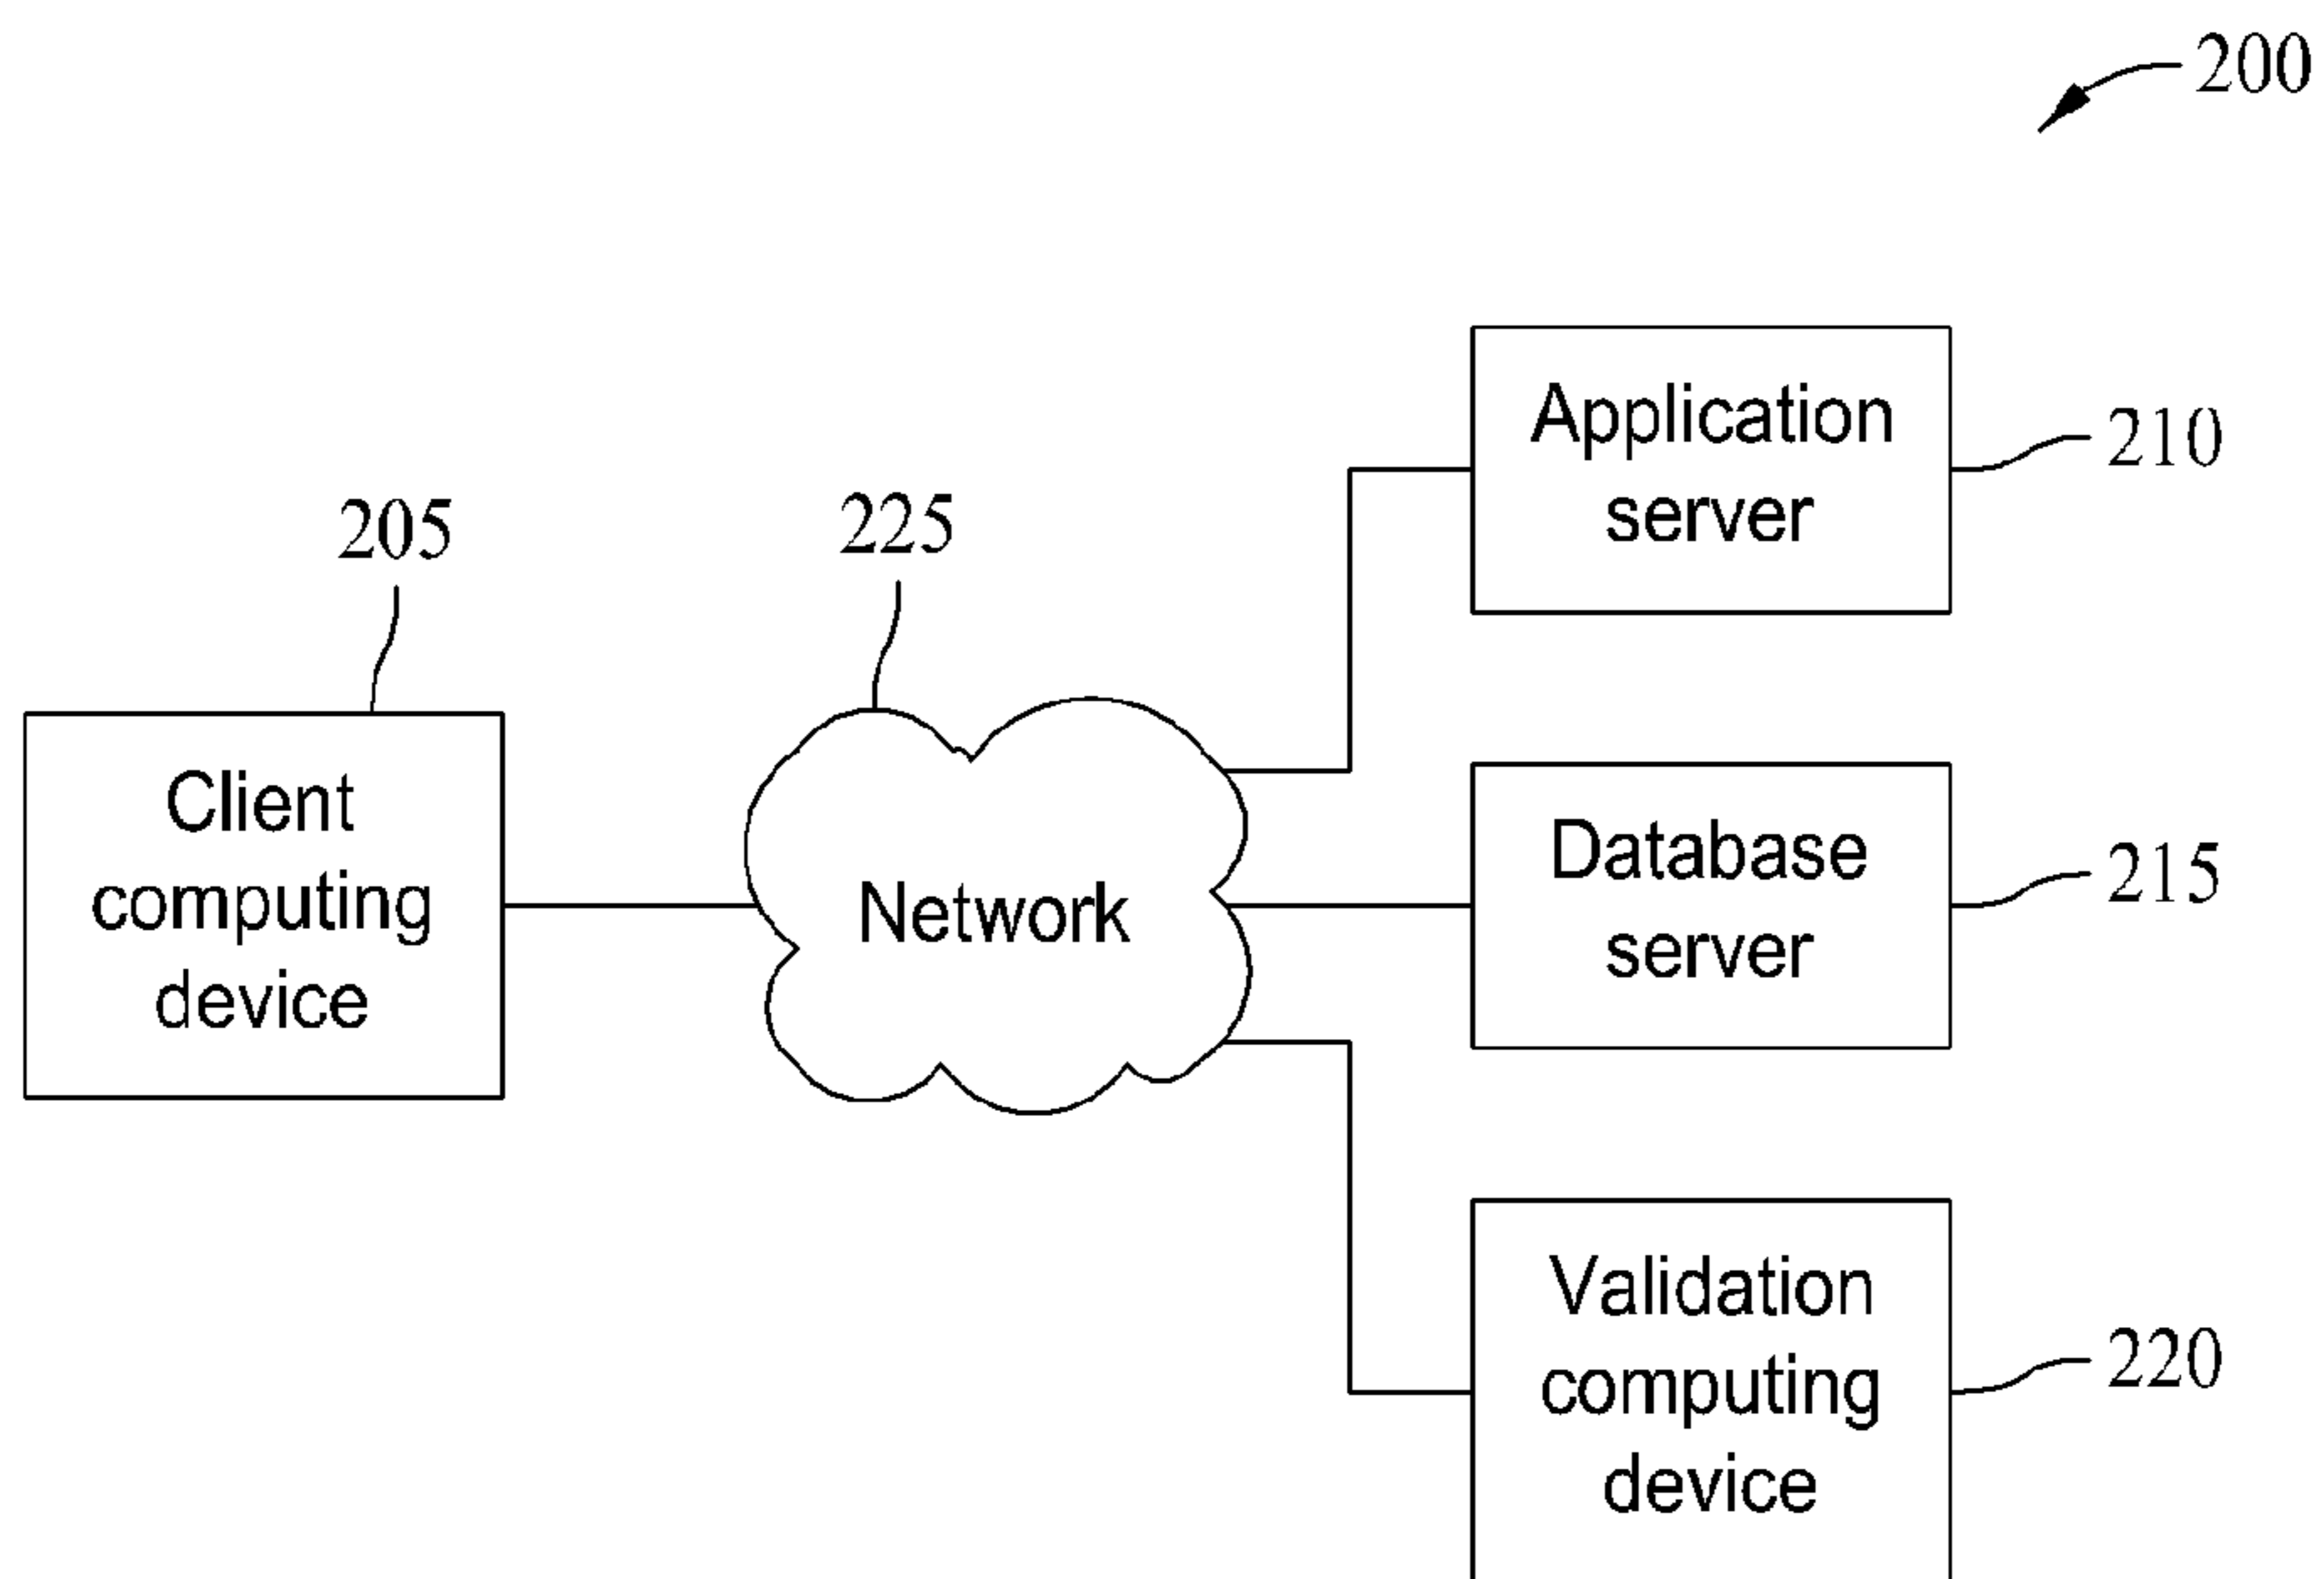 200
Application
server
210
205
225
Client
computing
device
Network
Database
server
215
Validation
computing
device
220